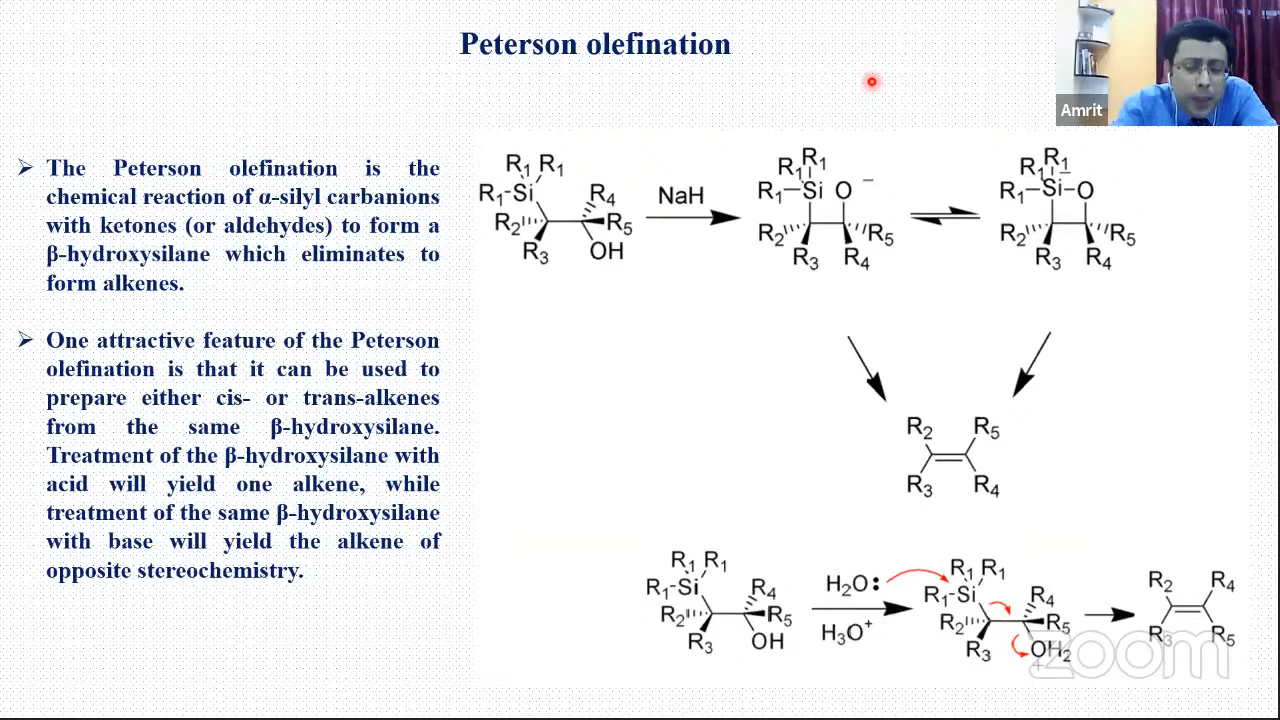 Peterson olefination
Amrit
➢ The Peterson olefination is the
chemical reaction of α-silyl carbanions
with ketones (or aldehydes) to form a
β-hydroxysilane which eliminates to
form alkenes.
➢ One attractive feature of the Peterson
olefination is that it can be used to
prepare either cis- or trans-alkenes
from the same β-hydroxysilane.
Treatment of the β-hydroxysilane with
acid will yield one alkene, while
treatment of the same β-hydroxysilane
with base will yield the alkene of
opposite stereochemistry.
R₁ R₁
R₁-Si
R₄
R₂ R₅
R₃ OH
NaH
R₁ R₁
R₁-Si O⁻
R₂ R₅
R₃ R₄
R₁ R₁
R₁-Si⁻-O
R₂ R₅
R₃ R₄
R₂ R₅
R₃ R₄
R₁ R₁
R₁-Si
R₄
R₂ R₅
R₃ OH
H₂O:
H₃O⁺
R₁ R₁
R₁-Si
R₄
R₂ R₅
R₃ OH₂
+
R₂ R₄
R₃ R₅
zoom